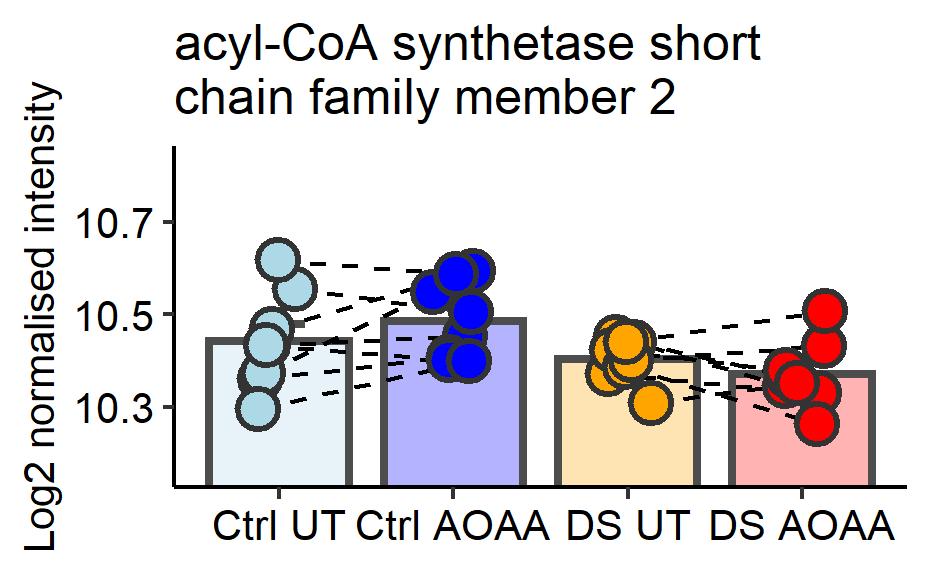 acyl-CoA synthetase short
chain family member 2
Log2 normalised intensity
10.7
10.5
10.3
Ctrl UT Ctrl AOAA DS UT DS AOAA